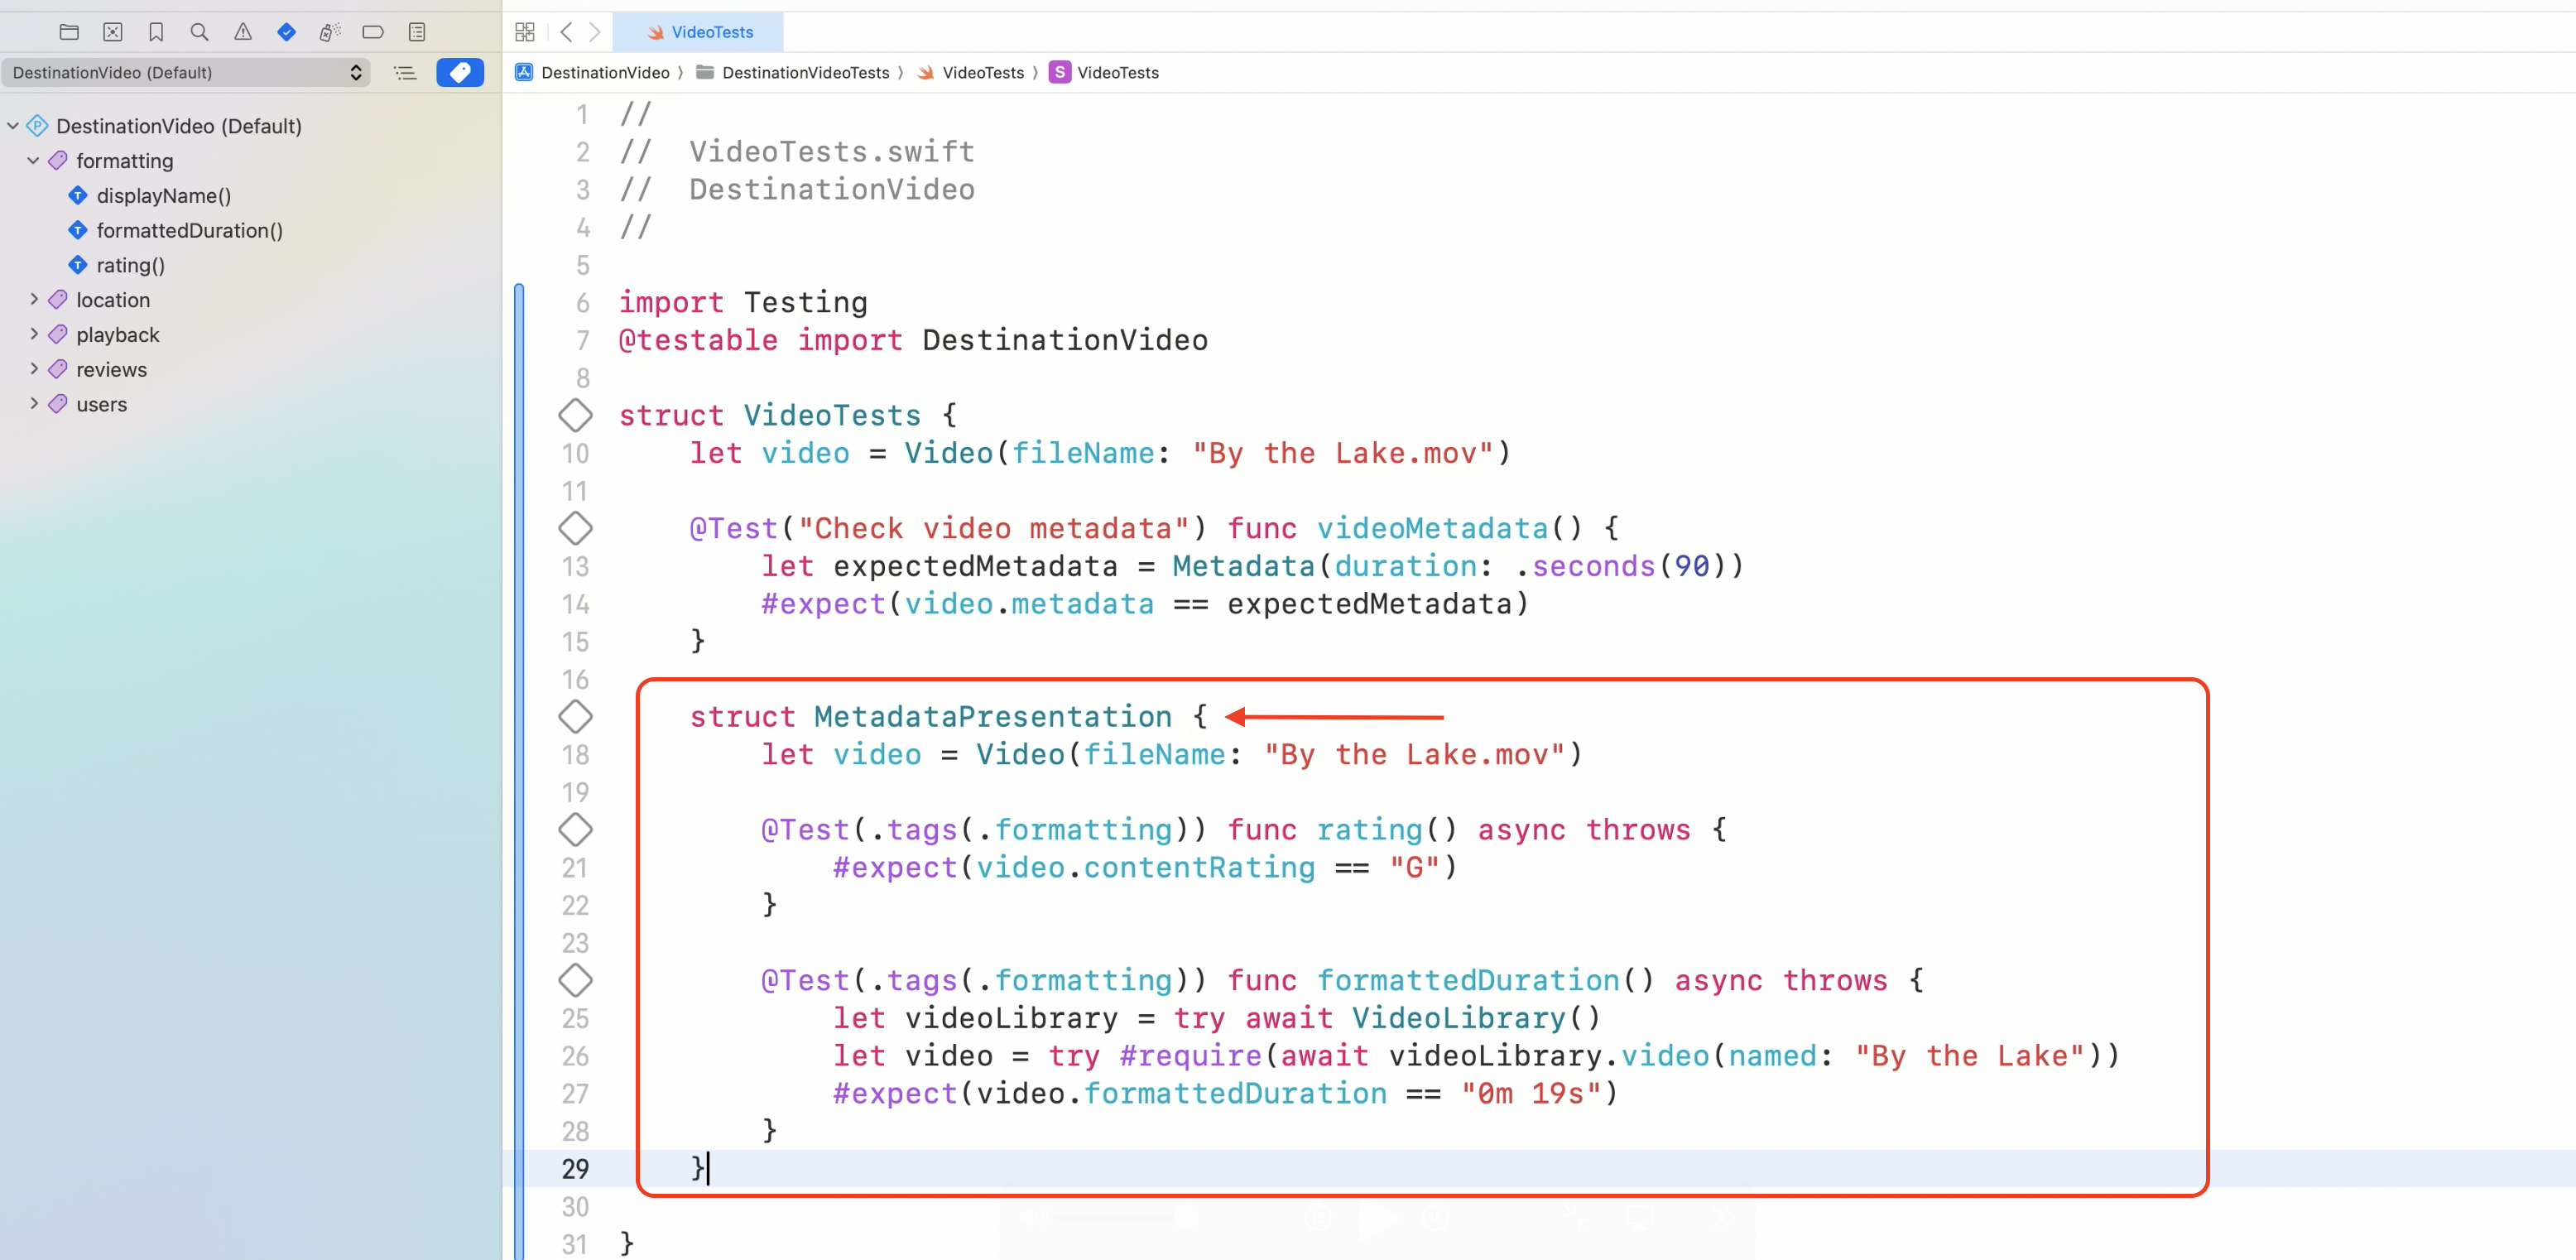 VideoTests
DestinationVideo (Default)
DestinationVideo 〉 DestinationVideoTests 〉 VideoTests 〉 S VideoTests
DestinationVideo (Default)
formatting
displayName()
formattedDuration()
rating()
location
playback
reviews
users
1 //
2 //  VideoTests.swift
3 //  DestinationVideo
4 //
5
6 import Testing
7 @testable import DestinationVideo
8
struct VideoTests {
10     let video = Video(fileName: "By the Lake.mov")
11
    @Test("Check video metadata") func videoMetadata() {
13         let expectedMetadata = Metadata(duration: .seconds(90))
14         #expect(video.metadata == expectedMetadata)
15     }
16
    struct MetadataPresentation {
18         let video = Video(fileName: "By the Lake.mov")
19
        @Test(.tags(.formatting)) func rating() async throws {
21             #expect(video.contentRating == "G")
22         }
23
        @Test(.tags(.formatting)) func formattedDuration() async throws {
25             let videoLibrary = try await VideoLibrary()
26             let video = try #require(await videoLibrary.video(named: "By the Lake"))
27             #expect(video.formattedDuration == "0m 19s")
28         }
29     }
30
31 }